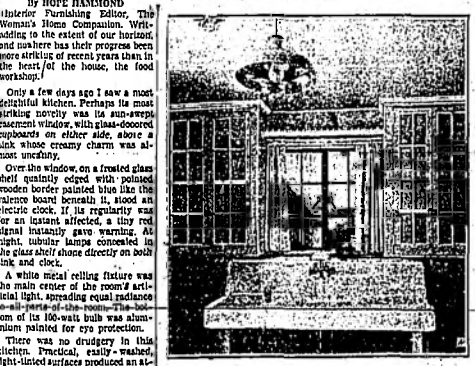 By HOPE HAMMOND
(Interior Furnishing Editor, The
Woman's Home Companion. Writ-
adding to the extent of our horizon,
and nowhere has their progress been
more striking of recent years than in
the heart of the house, the food
workshop.
Only a few days ago I saw a most
delightful kitchen. Perhaps its most
striking novelty was its sun-swept
casement window, with glass-doored
cupboards on either side, above a
sink whose creamy charm was al-
most uncanny.
Over the window, on a frosted glass
shelf quaintly edged with pointed
wooden border painted blue like the
valence board beneath it, stood an
electric clock. If its regularity was
for an instant affected, a tiny red
signal instantly gave warning. At
night, tubular lamps concealed in
the glass shelf shone directly on both
sink and clock.
A white metal ceiling fixture was
the main center of the room's arti-
ficial light, spreading equal radiance
to all parts of the room. The bot-
tom of its 100-watt bulb was alum-
inium painted for eye protection.
There was no drudgery in this
kitchen. Practical, easily-washed,
light-tinted surfaces produced an at-